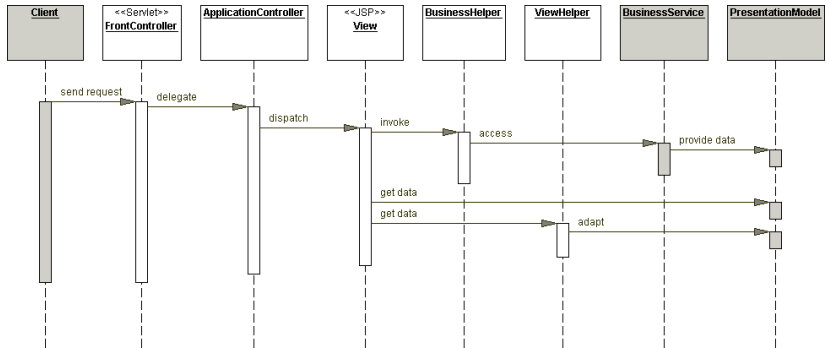 Client
<<Servlet>>
FrontController
ApplicationController
<<JSP>>
View
BusinessHelper
ViewHelper
BusinessService
PresentationModel
send request
delegate
dispatch
invoke
access
provide data
get data
get data
adapt